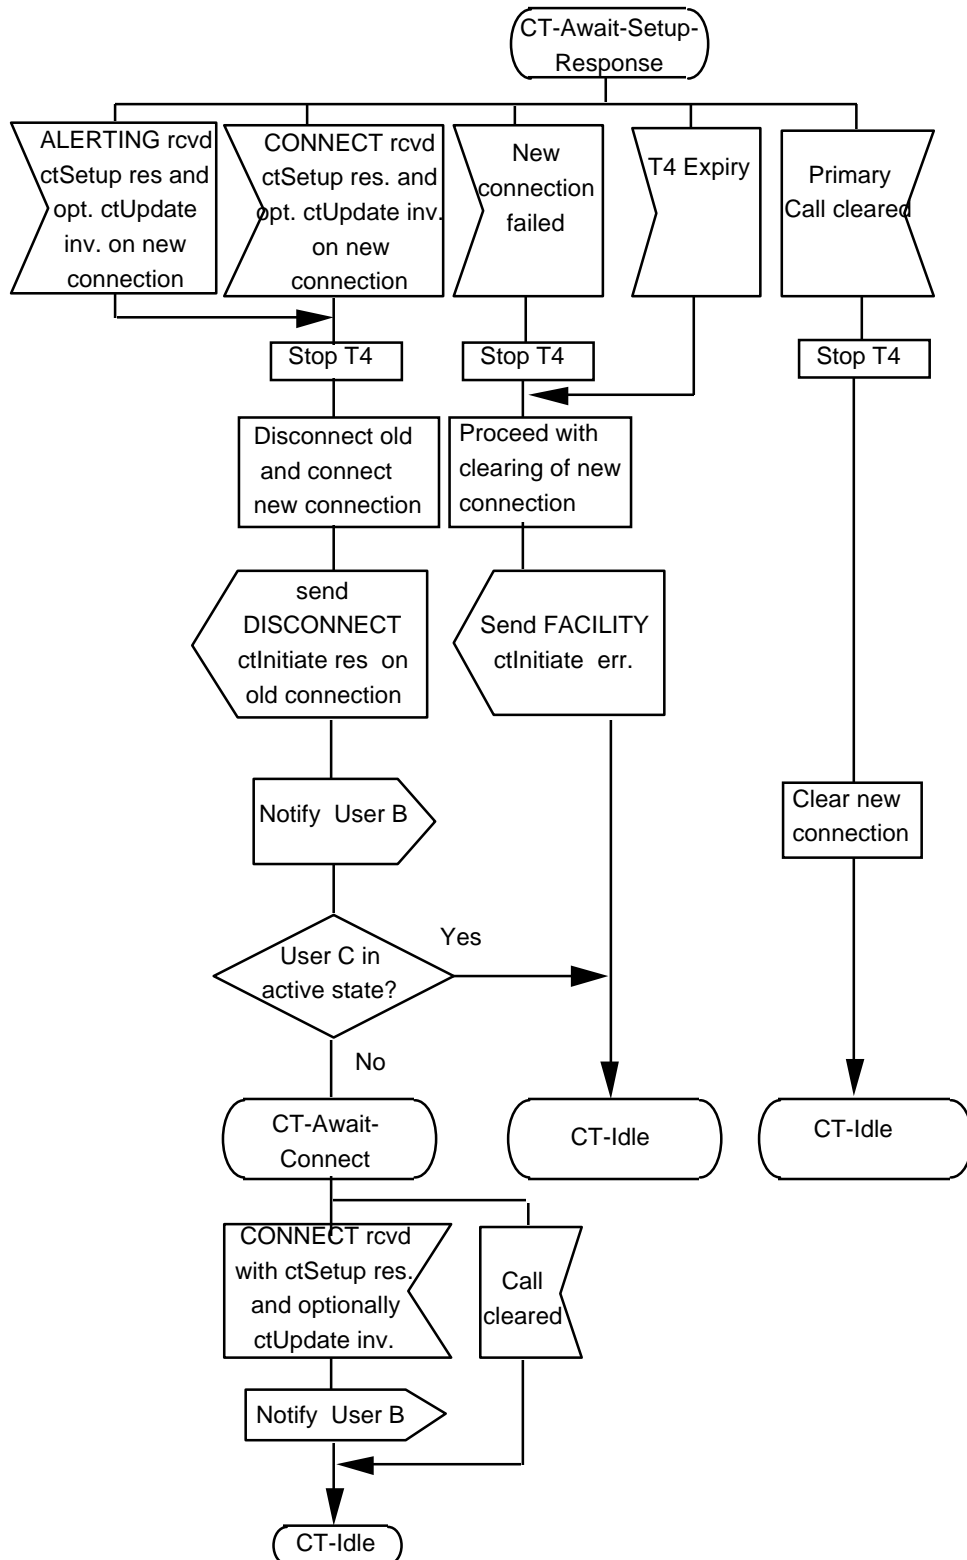 CT-Await-Setup-
Response
ALERTING rcvd
ctSetup res and
opt. ctUpdate
inv. on new
connection
CONNECT rcvd
ctSetup res. and
opt. ctUpdate inv.
on new
connection
New
connection
failed
T4 Expiry
Primary
Call cleared
Stop T4
Stop T4
Stop T4
Disconnect old
and connect
new connection
Proceed with
clearing of new
connection
send
DISCONNECT
ctInitiate res on
old connection
Send FACILITY
ctInitiate err.
Notify User B
Clear new
connection
User C in
active state?
Yes
No
CT-Await-
Connect
CT-Idle
CT-Idle
CONNECT rcvd
with ctSetup res.
and optionally
ctUpdate inv.
Call
cleared
Notify User B
CT-Idle